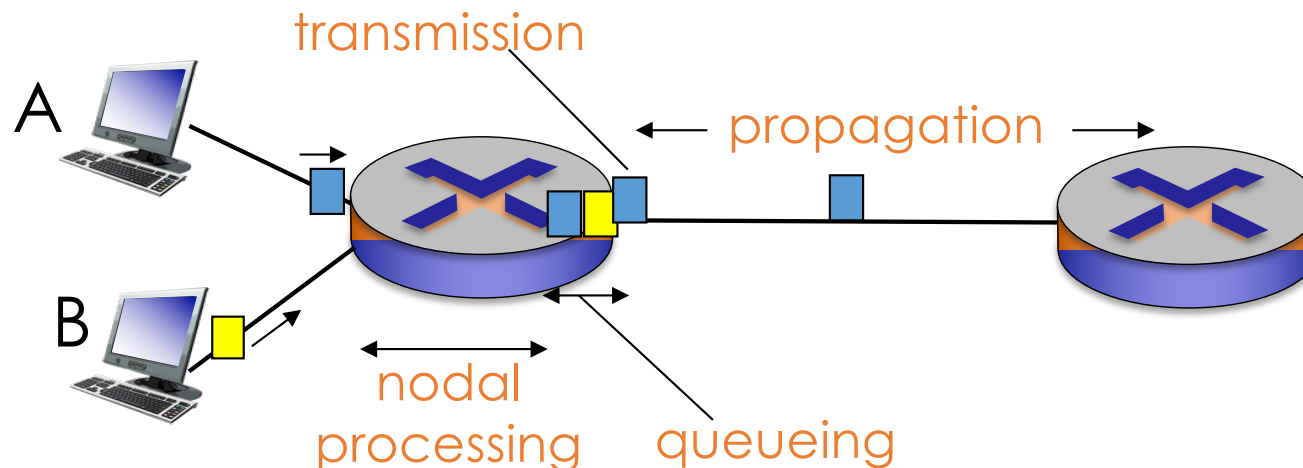 transmission
A
propagation
B
nodal
processing
queueing